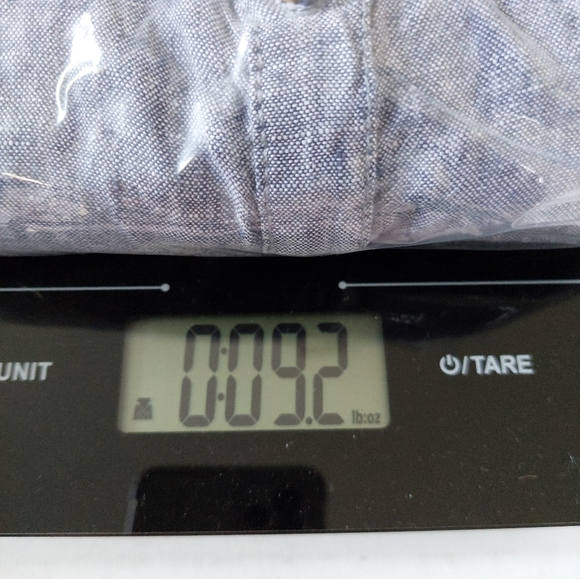 UNIT
0:09.2
lb:oz
⏻/TARE